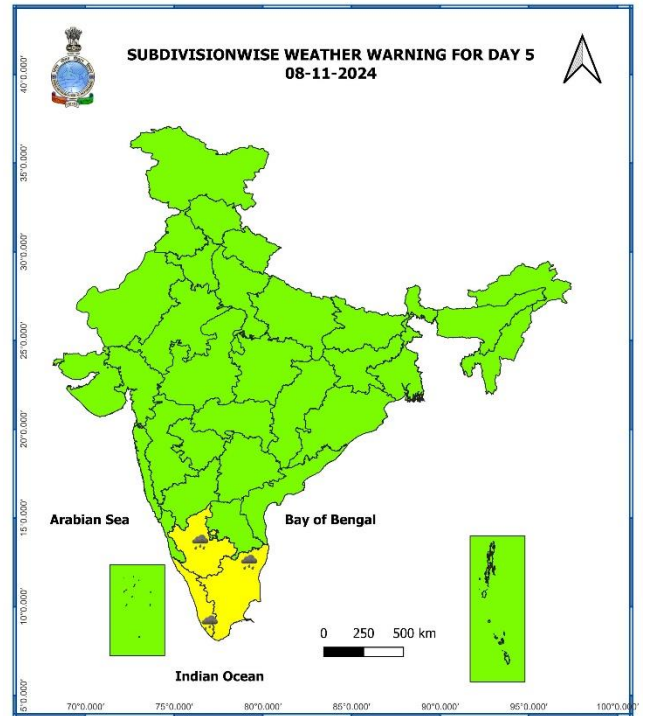 SUBDIVISIONWISE WEATHER WARNING FOR DAY 5
08-11-2024
40°0.000'
35°0.000'
30°0.000'
25°0.000'
20°0.000'
Arabian Sea
Bay of Bengal
15°0.000'
10°0.000'
0 250 500 km
Indian Ocean
5°0.000'
70°0.000' 75°0.000' 80°0.000' 85°0.000' 90°0.000' 95°0.000' 100°0.000'